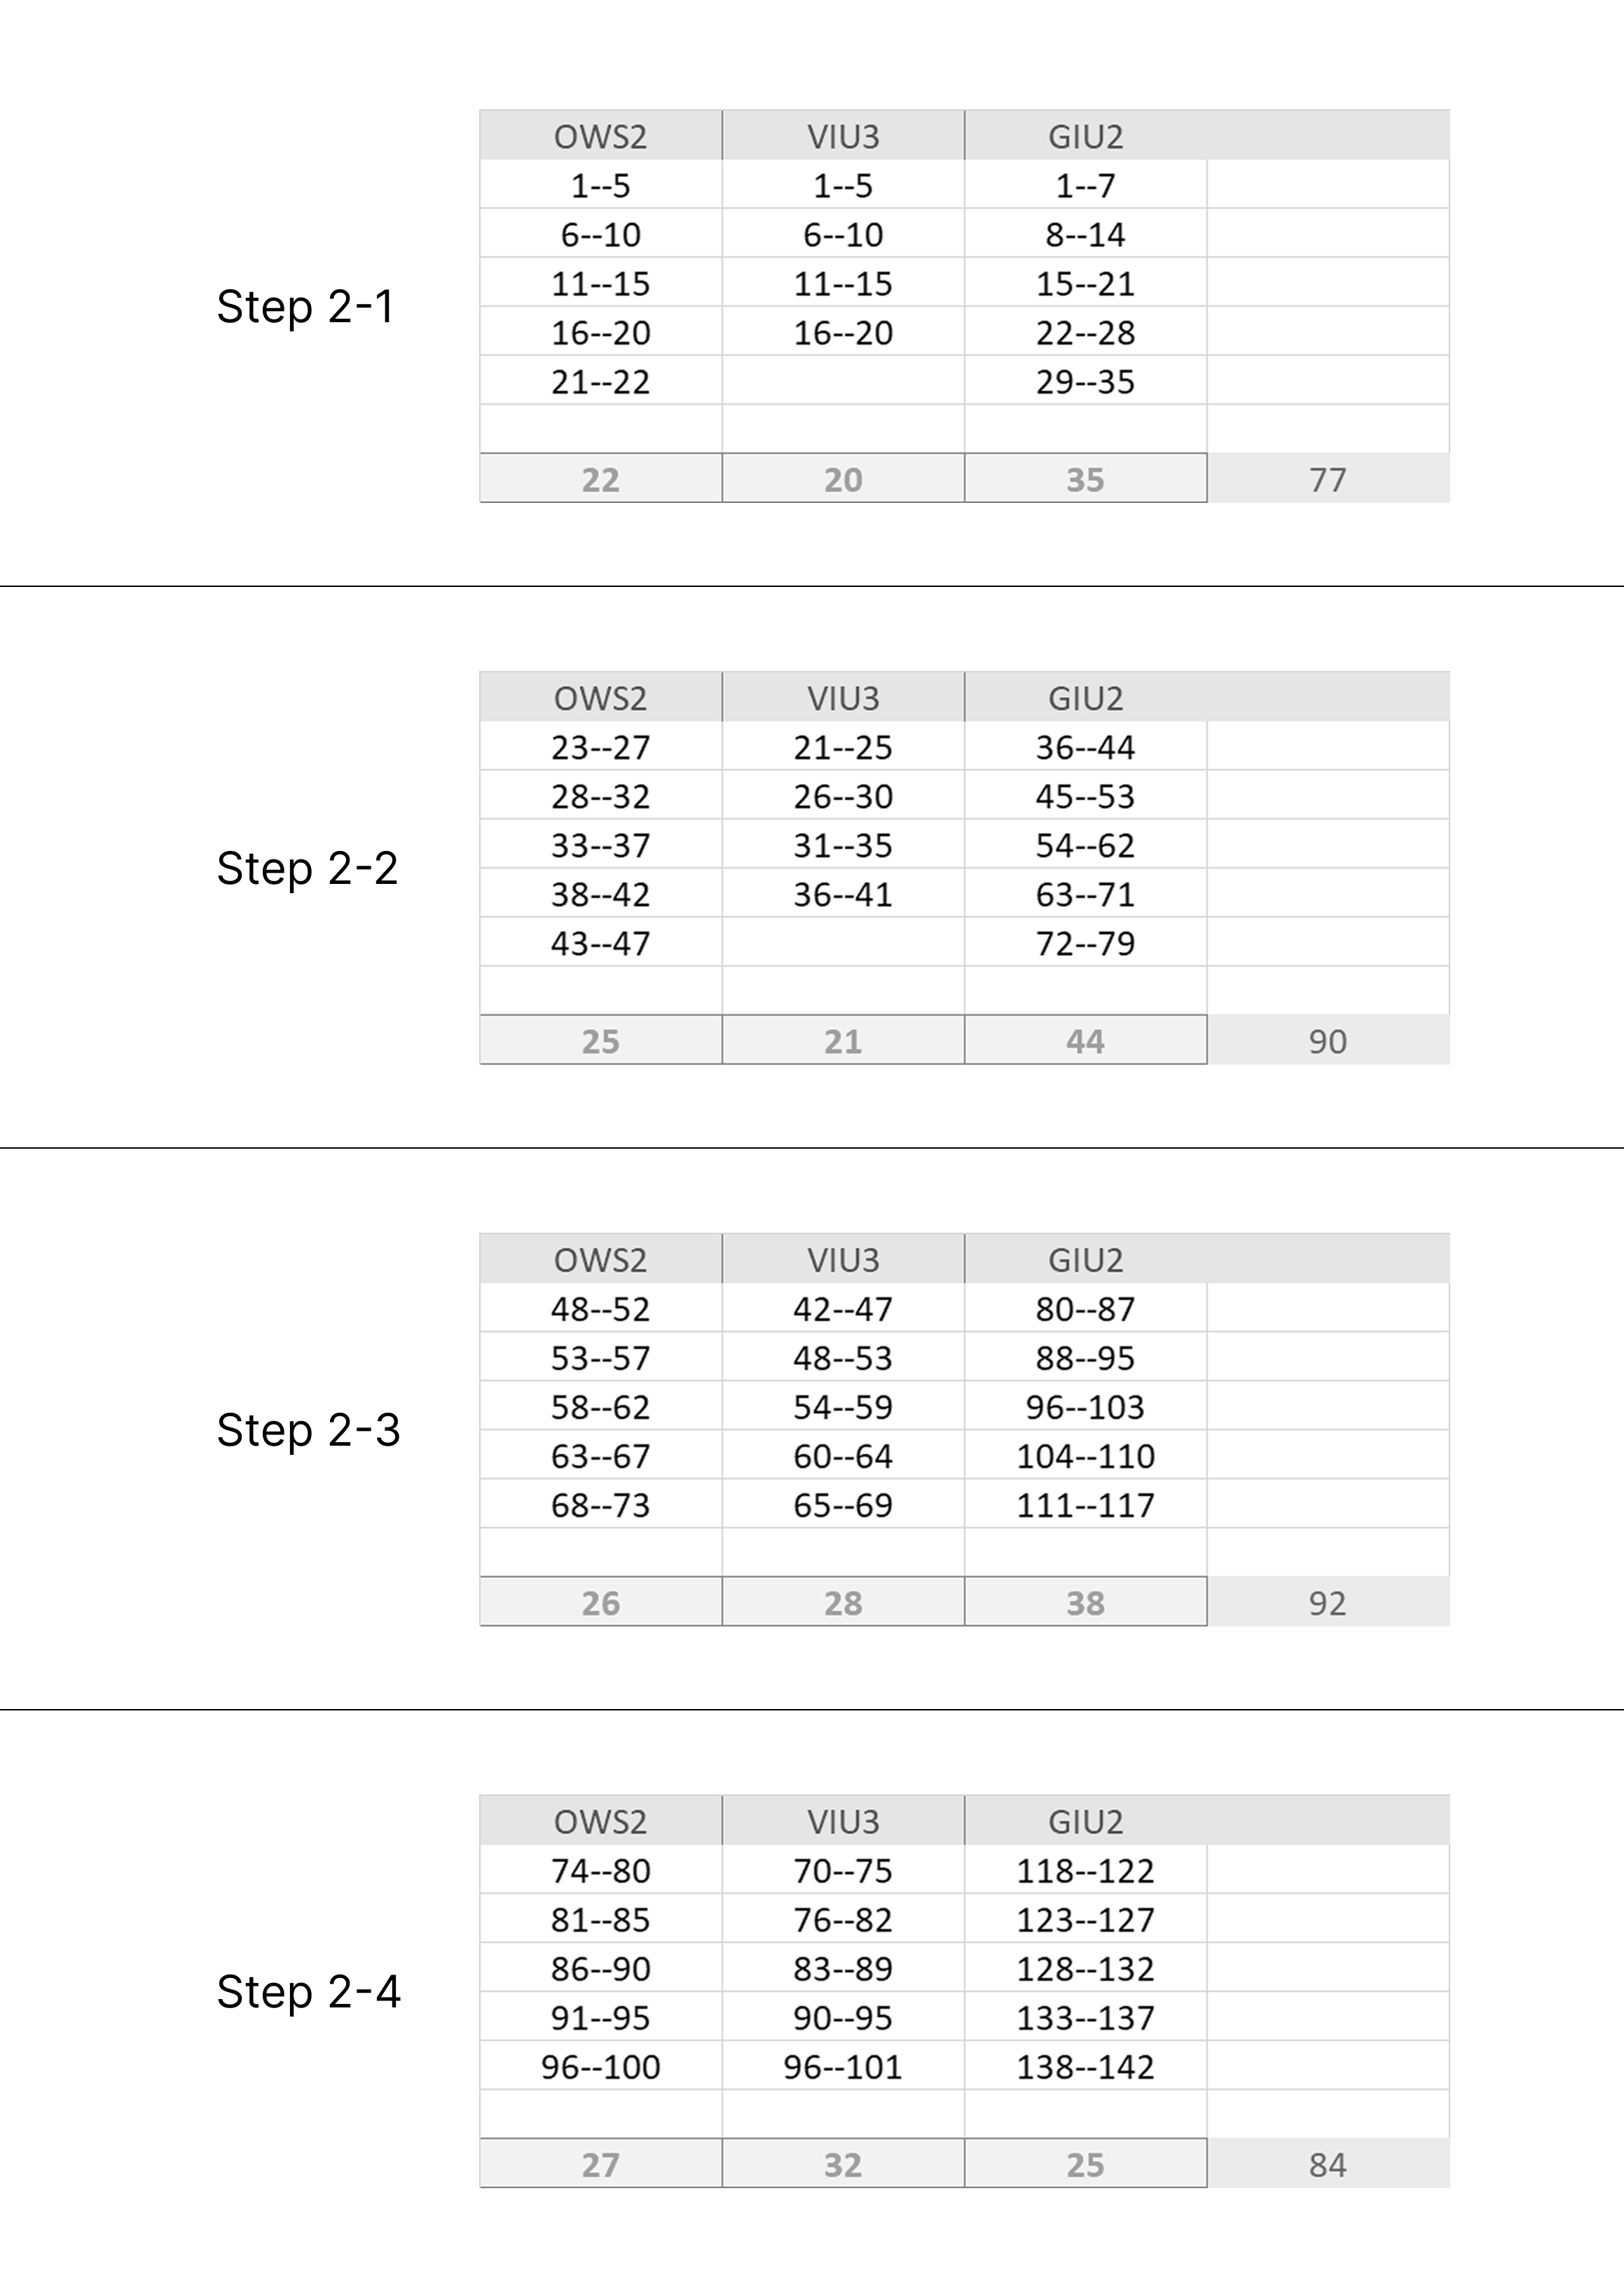 OWS2 VIU3 GIU2
1--5 1--5 1--7
6--10 6--10 8--14
11--15 11--15 15--21
Step 2-1
16--20 16--20 22--28
21--22 29--35
22 20 35 77
OWS2 VIU3 GIU2
23--27 21--25 36--44
28--32 26--30 45--53
33--37 31--35 54--62
Step 2-2
38--42 36--41 63--71
43--47 72--79
25 21 44 90
OWS2 VIU3 GIU2
48--52 42--47 80--87
53--57 48--53 88--95
58--62 54--59 96--103
Step 2-3
63--67 60--64 104--110
68--73 65--69 111--117
26 28 38 92
OWS2 VIU3 GIU2
74--80 70--75 118--122
81--85 76--82 123--127
86--90 83--89 128--132
Step 2-4
91--95 90--95 133--137
96--100 96--101 138--142
27 32 25 84